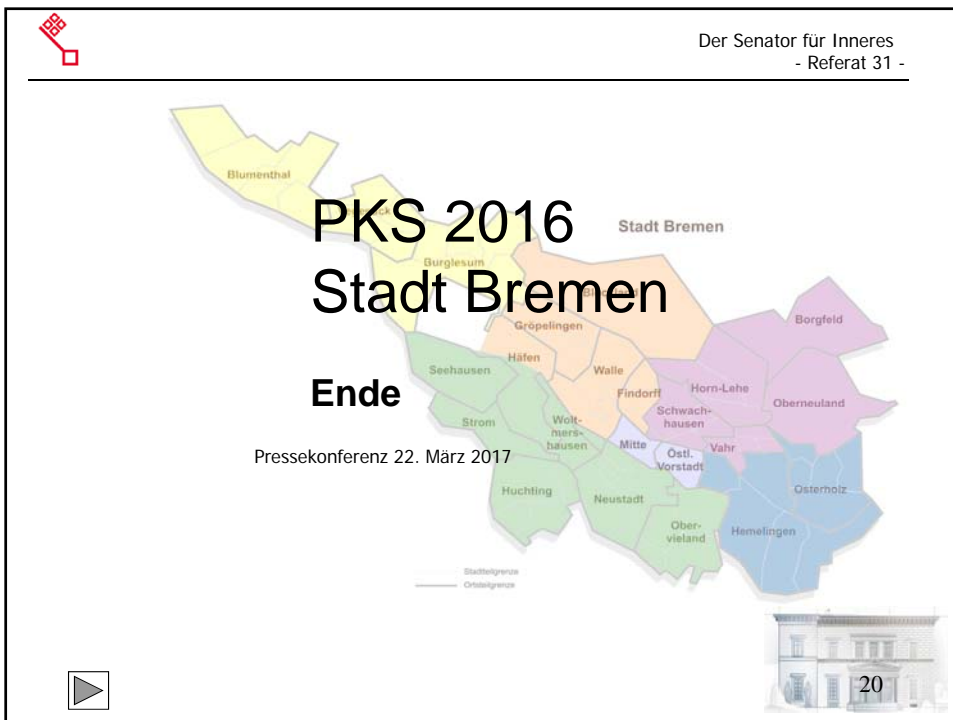 Der Senator für Inneres
- Referat 31 -
PKS 2016
Stadt Bremen
Ende
Pressekonferenz 22. März 2017
Stadt Bremen
Blumenthal
Burglesum
Gröpelingen
Borgfeld
Häfen
Seehausen
Walle
Findorff
Horn-Lehe
Oberneuland
Strom
Schwach-
hausen
Wolt-
mers-
hausen
Mitte
Östl.
Vorstadt
Vahr
Huchting
Neustadt
Osterholz
Ober-
vieland
Hemelingen
Stadtteilgrenze
Ortsteilgrenze
20